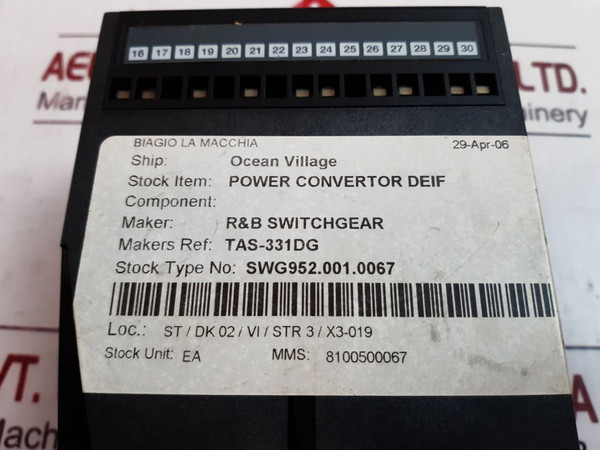 16 17 18 19 20 21 22 23 24 25 26 27 28 29 30
BIAGIO LA MACCHIA 29-Apr-06
Ship: Ocean Village
Stock Item: POWER CONVERTOR DEIF
Component:
Maker: R&B SWITCHGEAR
Makers Ref: TAS-331DG
Stock Type No: SWG952.001.0067
Loc.: ST / DK 02 / VI / STR 3 / X3-019
Stock Unit: EA MMS: 8100500067
LTD.